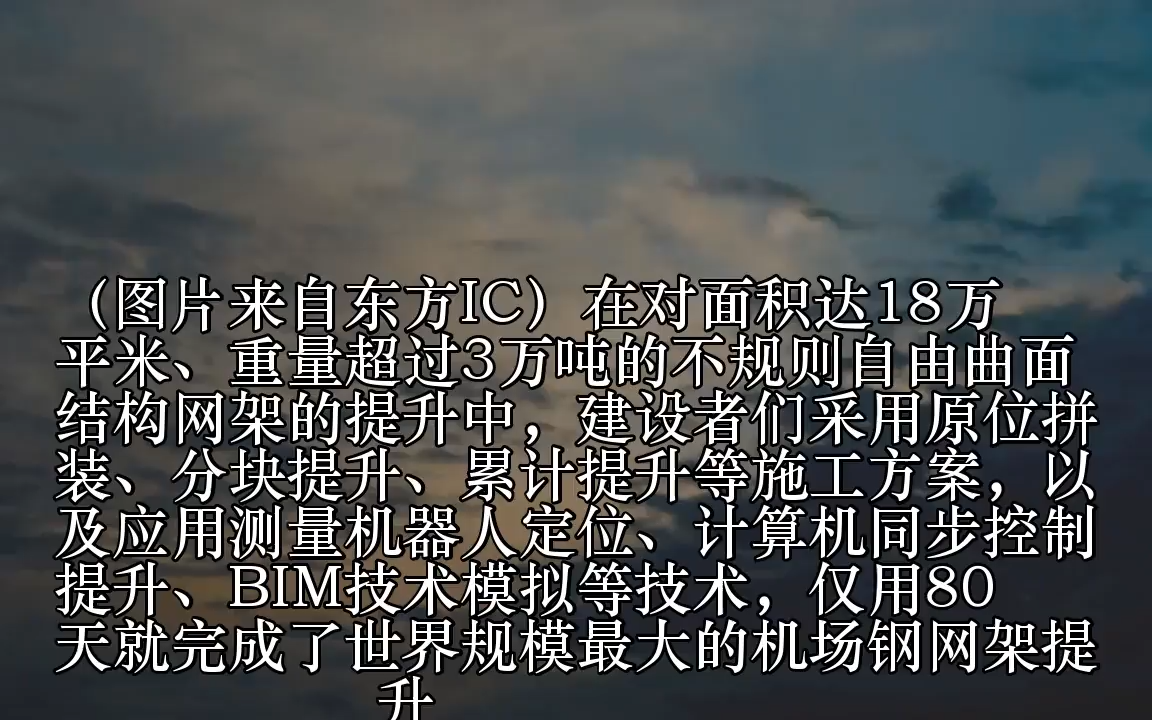 （图片来自东方IC）在对面积达18万
平米、重量超过3万吨的不规则自由曲面
结构网架的提升中，建设者们采用原位拼
装、分块提升、累计提升等施工方案，以
及应用测量机器人定位、计算机同步控制
提升、BIM技术模拟等技术，仅用80
天就完成了世界规模最大的机场钢网架提
升